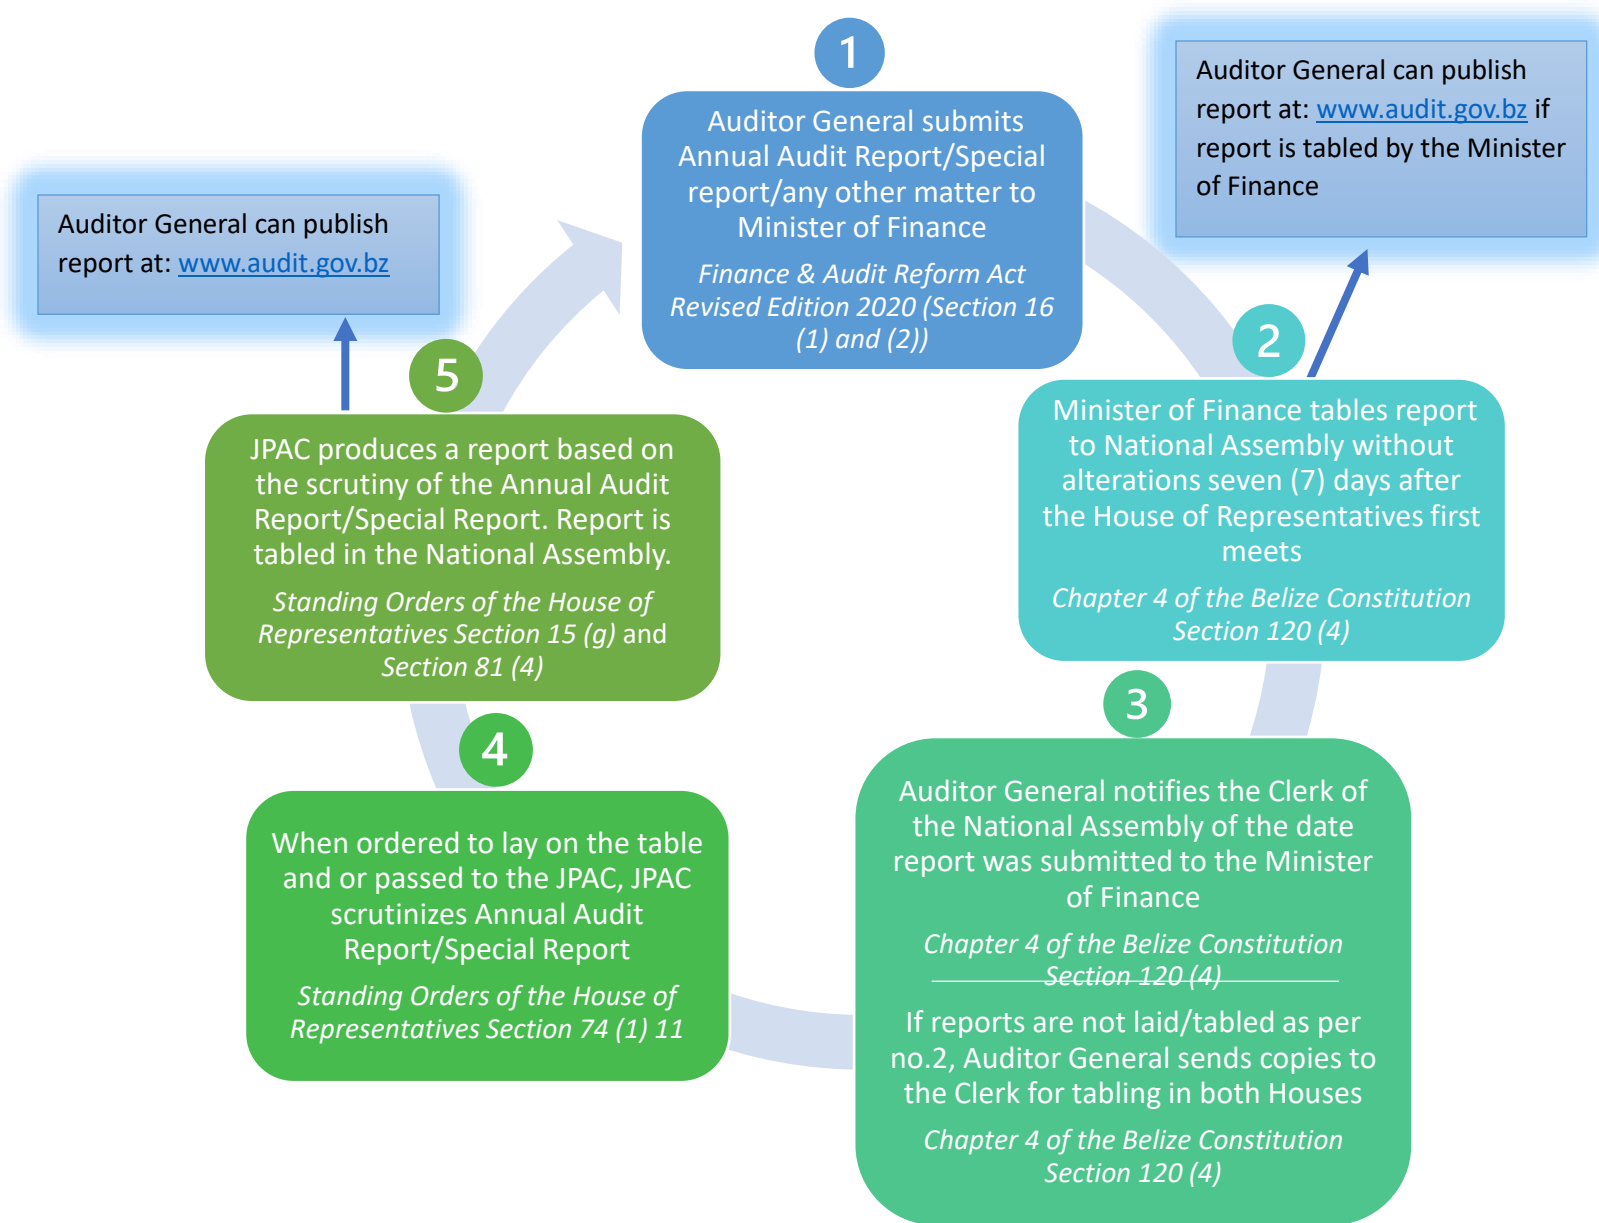 1
Auditor General submits
Annual Audit Report/Special
report/any other matter to
Minister of Finance
Finance & Audit Reform Act
Revised Edition 2020 (Section 16
(1) and (2))
Auditor General can publish
report at: www.audit.gov.bz if
report is tabled by the Minister
of Finance
2
Minister of Finance tables report
to National Assembly without
alterations seven (7) days after
the House of Representatives first
meets
Chapter 4 of the Belize Constitution
Section 120 (4)
3
Auditor General notifies the Clerk of
the National Assembly of the date
report was submitted to the Minister
of Finance
Chapter 4 of the Belize Constitution
Section 120 (4)
If reports are not laid/tabled as per
no.2, Auditor General sends copies to
the Clerk for tabling in both Houses
Chapter 4 of the Belize Constitution
Section 120 (4)
4
When ordered to lay on the table
and or passed to the JPAC, JPAC
scrutinizes Annual Audit
Report/Special Report
Standing Orders of the House of
Representatives Section 74 (1) 11
5
JPAC produces a report based on
the scrutiny of the Annual Audit
Report/Special Report. Report is
tabled in the National Assembly.
Standing Orders of the House of
Representatives Section 15 (g) and
Section 81 (4)
Auditor General can publish
report at: www.audit.gov.bz